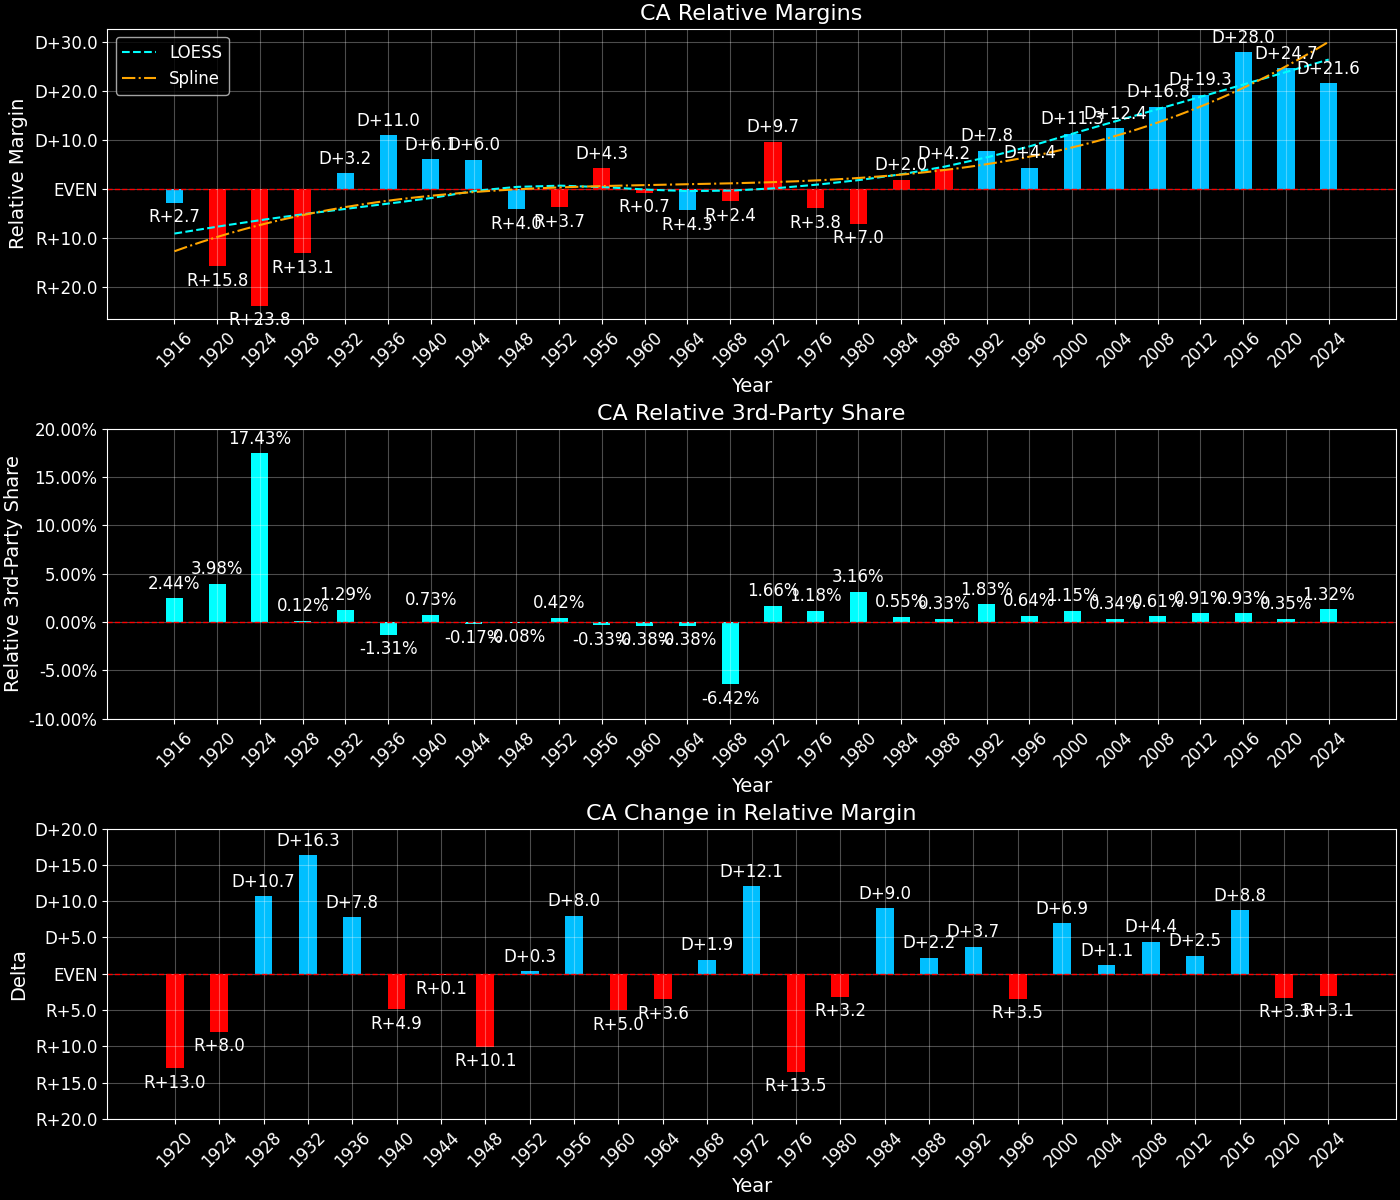 CA Relative Margins
LOESS
Spline
Relative Margin
D+30.0
D+20.0
D+10.0
EVEN
R+10.0
R+20.0
R+2.7
R+15.8
R+23.8
R+13.1
D+3.2
D+11.0
D+6.1
D+6.0
R+4.0
R+3.7
D+4.3
R+0.7
R+4.3
R+2.4
D+9.7
R+3.8
R+7.0
D+2.0
D+4.2
D+7.8
D+4.4
D+11.3
D+12.4
D+16.8
D+19.3
D+28.0
D+24.7
D+21.6
1916 1920 1924 1928 1932 1936 1940 1944 1948 1952 1956 1960 1964 1968 1972 1976 1980 1984 1988 1992 1996 2000 2004 2008 2012 2016 2020 2024
Year
CA Relative 3rd-Party Share
Relative 3rd-Party Share
20.00%
15.00%
10.00%
5.00%
0.00%
-5.00%
-10.00%
2.44%
3.98%
17.43%
0.12%
1.29%
-1.31%
0.73%
-0.17%
-0.08%
0.42%
-0.33%
-0.38%
-0.38%
-6.42%
1.66%
1.18%
3.16%
0.55%
0.33%
1.83%
0.64%
1.15%
0.34%
0.61%
0.91%
0.93%
0.35%
1.32%
1916 1920 1924 1928 1932 1936 1940 1944 1948 1952 1956 1960 1964 1968 1972 1976 1980 1984 1988 1992 1996 2000 2004 2008 2012 2016 2020 2024
Year
CA Change in Relative Margin
Delta
D+20.0
D+15.0
D+10.0
D+5.0
EVEN
R+5.0
R+10.0
R+15.0
R+20.0
R+13.0
R+8.0
D+10.7
D+16.3
D+7.8
R+4.9
R+0.1
R+10.1
D+0.3
D+8.0
R+5.0
R+3.6
D+1.9
D+12.1
R+13.5
R+3.2
D+9.0
D+2.2
D+3.7
R+3.5
D+6.9
D+1.1
D+4.4
D+2.5
D+8.8
R+3.3
R+3.1
1920 1924 1928 1932 1936 1940 1944 1948 1952 1956 1960 1964 1968 1972 1976 1980 1984 1988 1992 1996 2000 2004 2008 2012 2016 2020 2024
Year